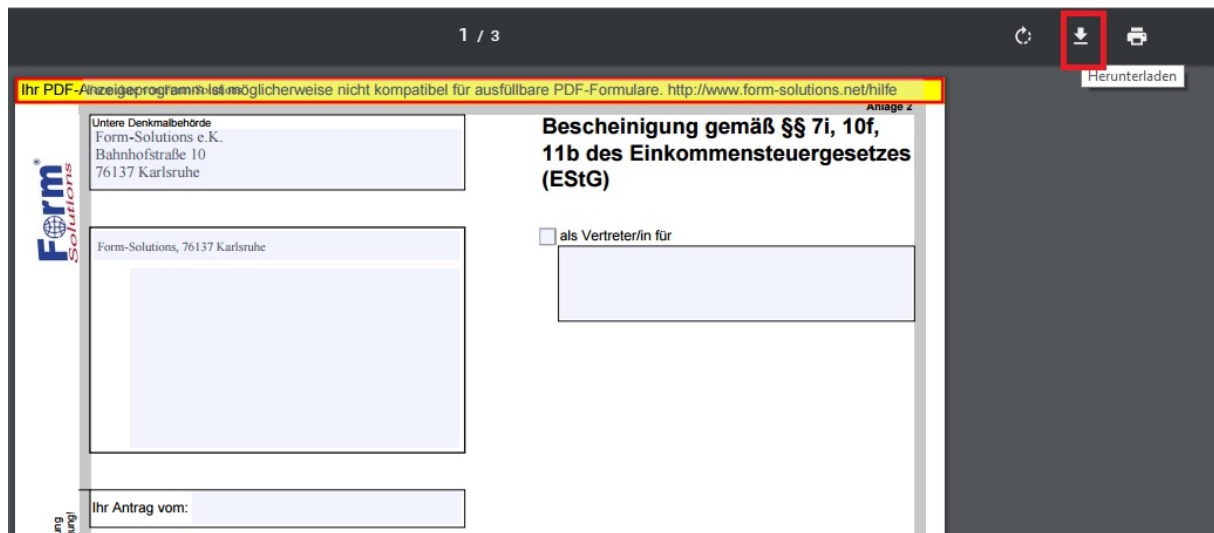 1 / 3
Herunterladen
Ihr PDF-Anzeigeprogramm ist möglicherweise nicht kompatibel für ausfüllbare PDF-Formulare. http://www.form-solutions.net/hilfe
Anlage 2
Untere Denkmalbehörde
Form-Solutions e.K.
Bahnhofstraße 10
76137 Karlsruhe
Bescheinigung gemäß §§ 7i, 10f,
11b des Einkommensteuergesetzes
(EStG)
Form
Solutions
Form-Solutions, 76137 Karlsruhe
als Vertreter/in für
Ihr Antrag vom: